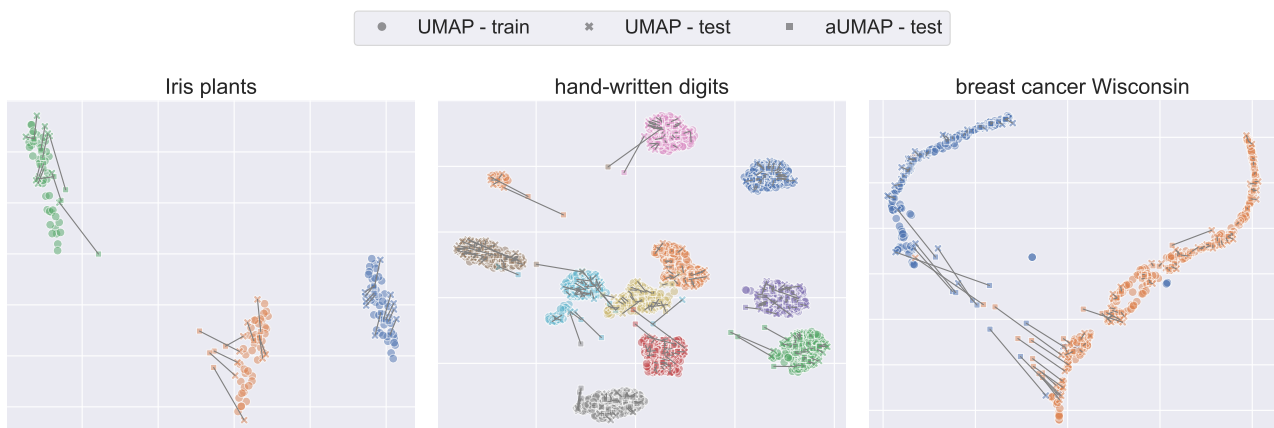 UMAP - train UMAP - test aUMAP - test
Iris plants
hand-written digits
breast cancer Wisconsin